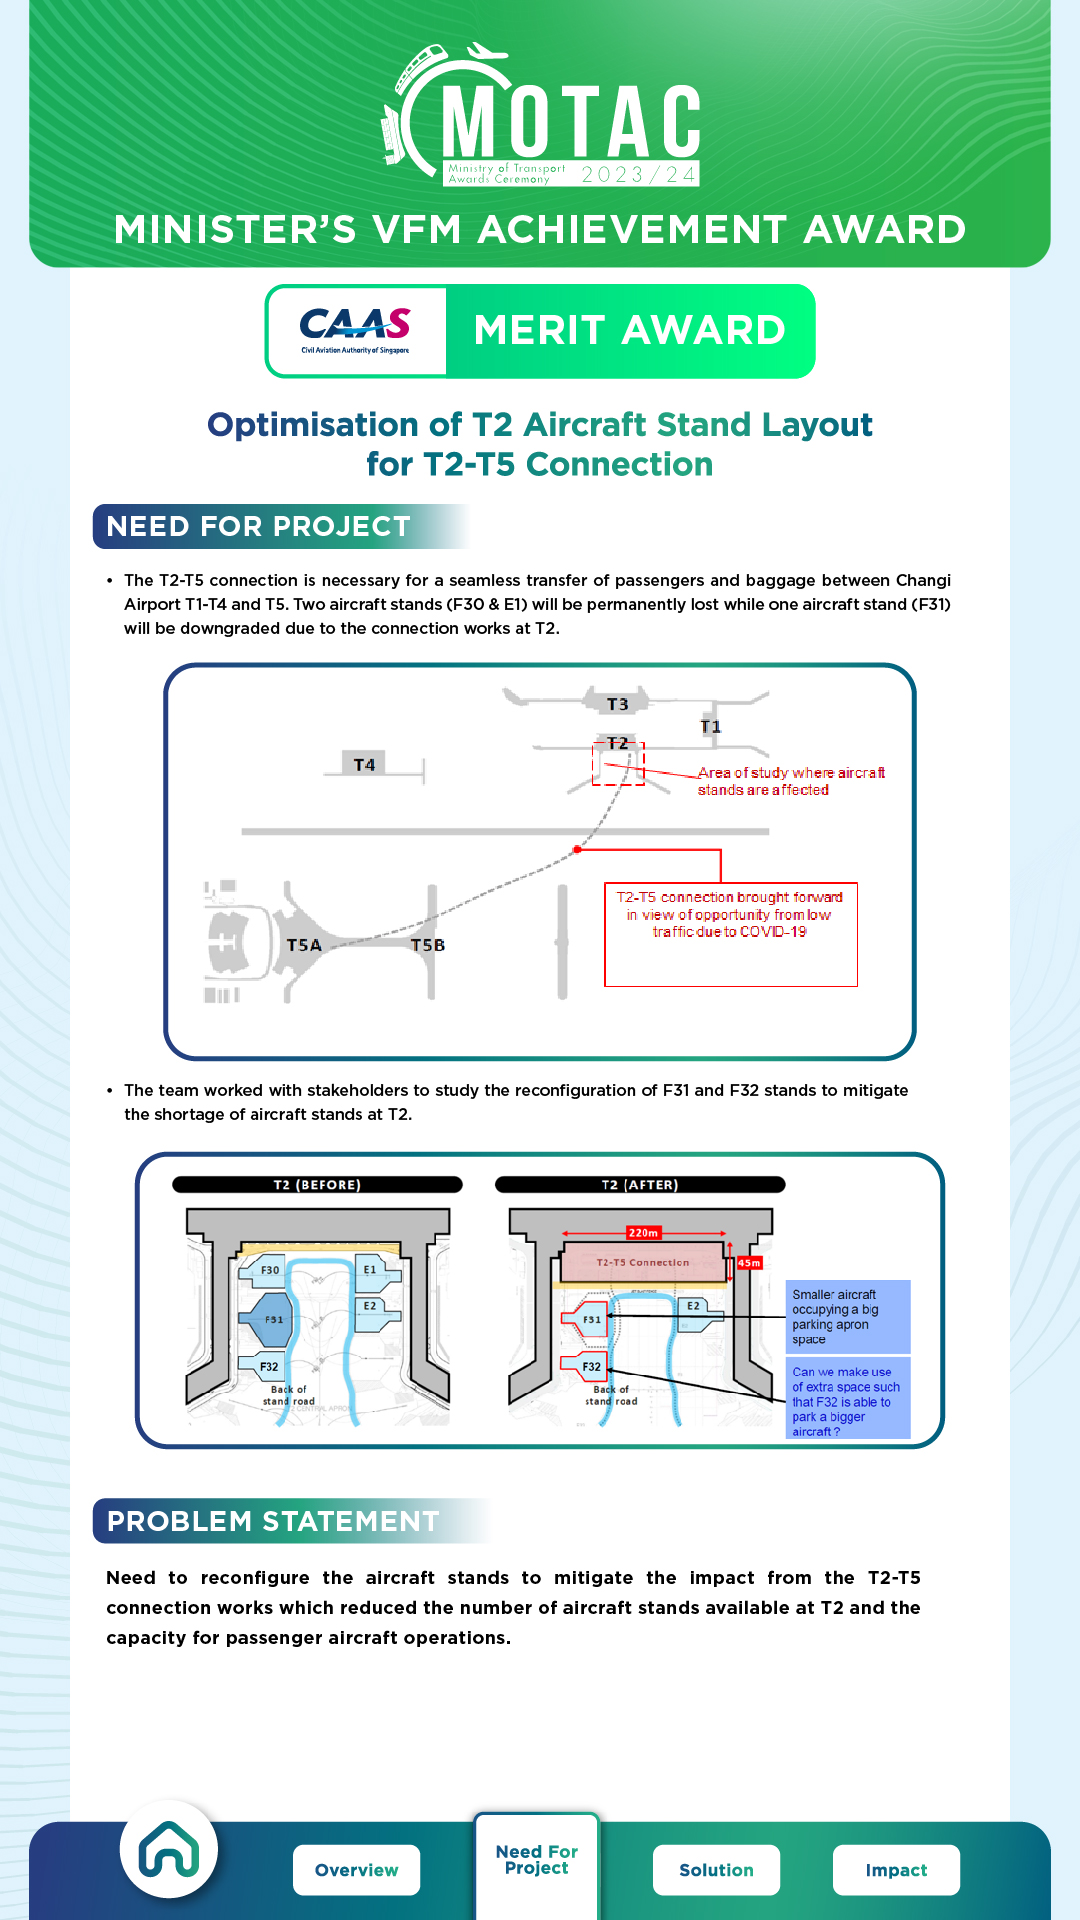 MOTAC
Ministry of Transport
Awards Ceremony 2023/24
MINISTER'S VFM ACHIEVEMENT AWARD
CAAS
Civil Aviation Authority of Singapore
MERIT AWARD
Optimisation of T2 Aircraft Stand Layout
for T2-T5 Connection
NEED FOR PROJECT
• The T2-T5 connection is necessary for a seamless transfer of passengers and baggage between Changi
Airport T1-T4 and T5. Two aircraft stands (F30 & E1) will be permanently lost while one aircraft stand (F31)
will be downgraded due to the connection works at T2.
T3
T1
T2
T4
Area of study where aircraft
stands are affected
T2-T5 connection brought forward
in view of opportunity from low
traffic due to COVID-19
T5A
T5B
• The team worked with stakeholders to study the reconfiguration of F31 and F32 stands to mitigate
the shortage of aircraft stands at T2.
T2 (BEFORE)
F30
E1
E2
F31
F32
Back of
stand road
CENTRAL APRON
T2 (AFTER)
220m
T2-T5 Connection
45m
E2
F31
F32
Back of
stand road
Smaller aircraft
occupying a big
parking apron
space
Can we make use
of extra space such
that F32 is able to
park a bigger
aircraft?
PROBLEM STATEMENT
Need to reconfigure the aircraft stands to mitigate the impact from the T2-T5
connection works which reduced the number of aircraft stands available at T2 and the
capacity for passenger aircraft operations.
Overview
Need For
Project
Solution
Impact